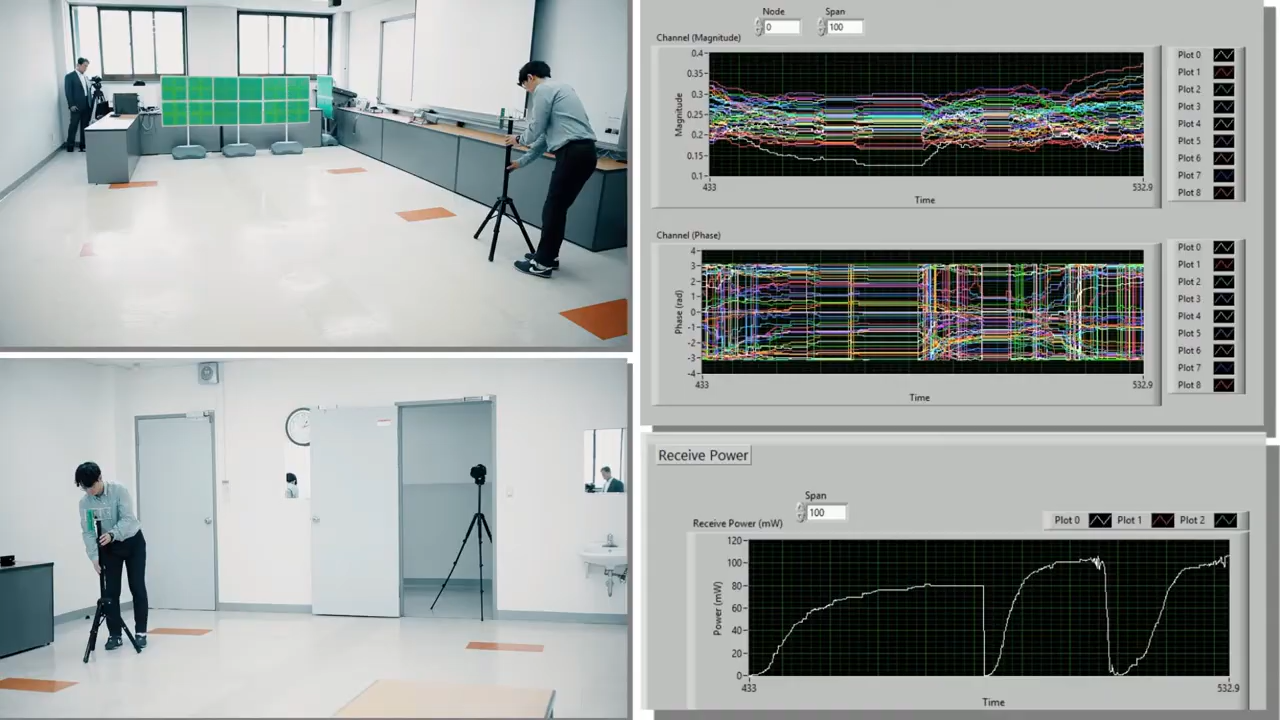 Node
Span
0
100
Channel (Magnitude)
0.4
0.35
0.3
0.25
0.2
0.15
0.1
Magnitude
433
532.9
Time
Plot 0
Plot 1
Plot 2
Plot 3
Plot 4
Plot 5
Plot 6
Plot 7
Plot 8
Channel (Phase)
4
3
2
1
0
-1
-2
-3
-4
Phase (rad)
433
532.9
Time
Plot 0
Plot 1
Plot 2
Plot 3
Plot 4
Plot 5
Plot 6
Plot 7
Plot 8
Receive Power
Span
100
Receive Power (mW)
Plot 0 Plot 1 Plot 2
120
100
80
60
40
20
0
Power (mW)
433
532.9
Time